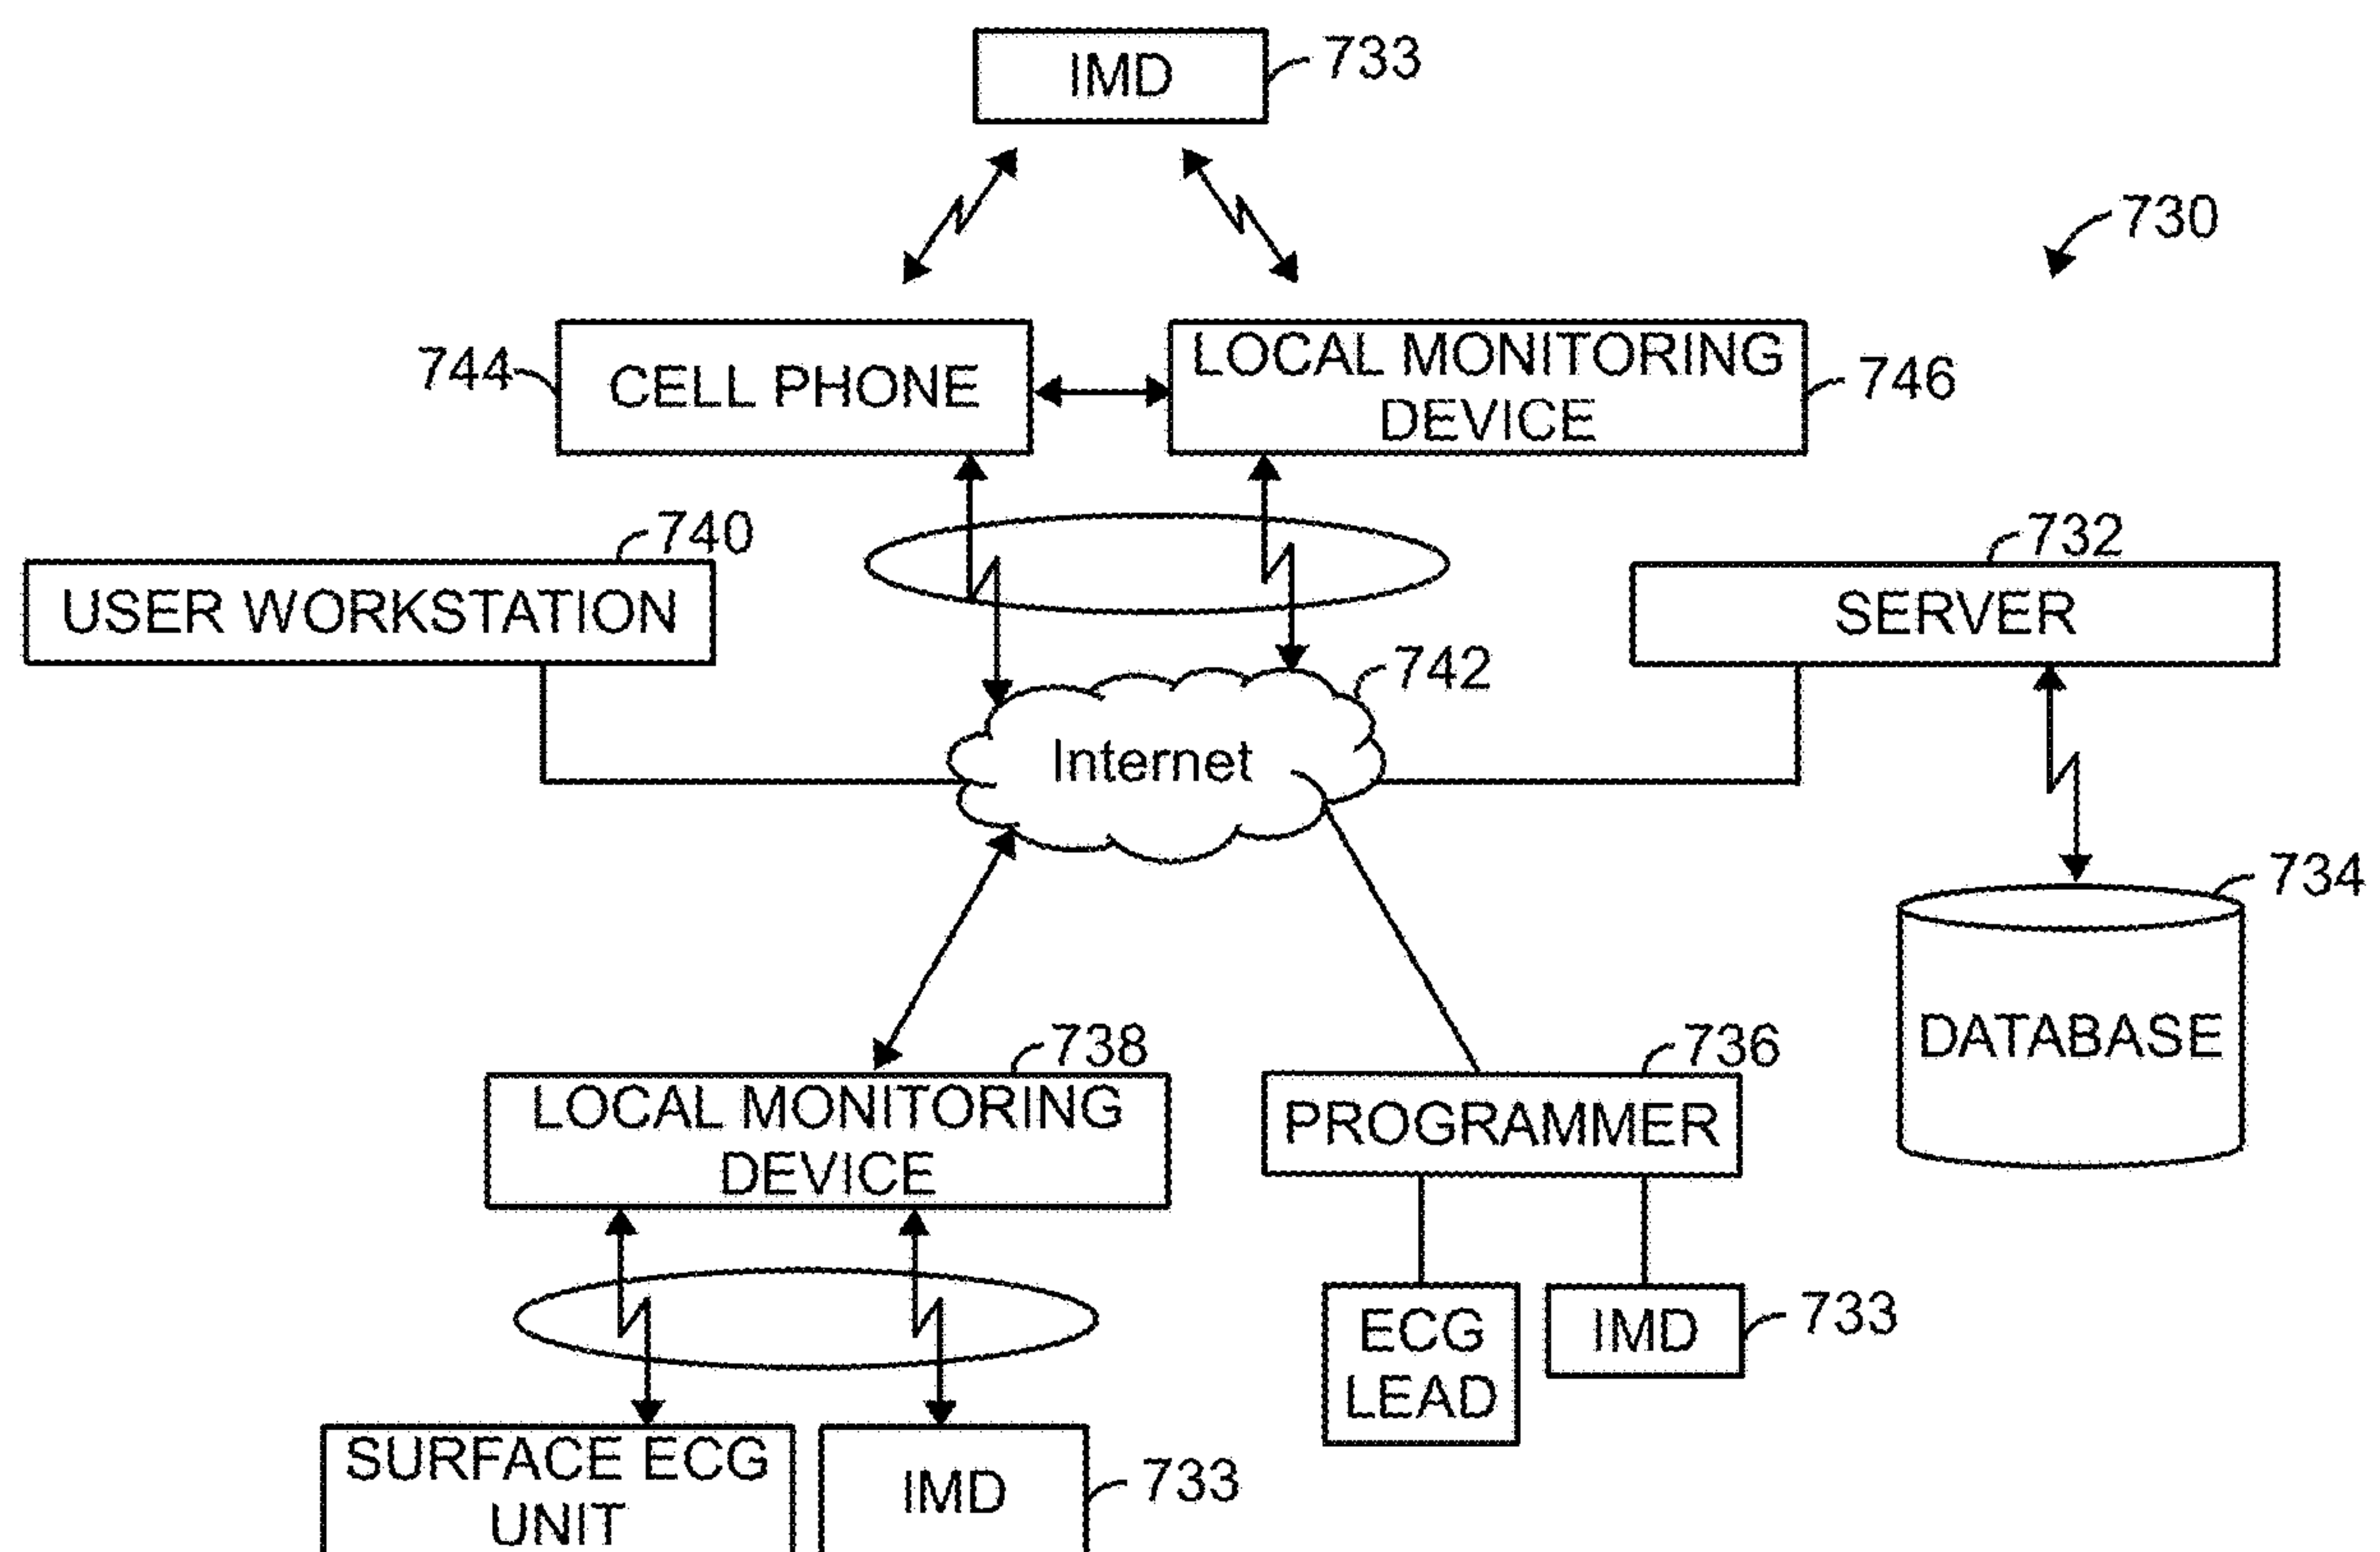 IMD
733
730
744
CELL PHONE
LOCAL MONITORING
DEVICE
746
740
USER WORKSTATION
732
SERVER
742
Internet
734
DATABASE
738
LOCAL MONITORING
DEVICE
736
PROGRAMMER
ECG
LEAD
IMD
733
SURFACE ECG
UNIT
IMD
733